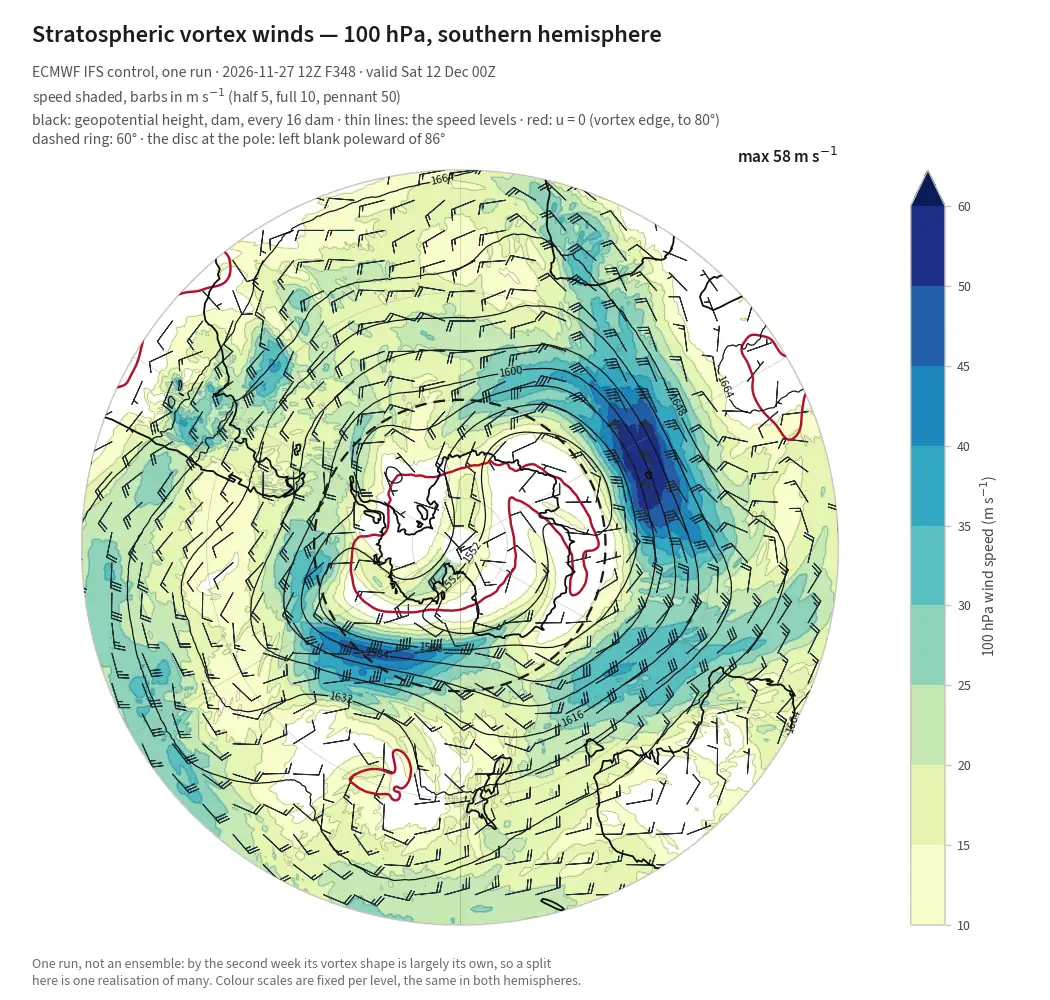 Stratospheric vortex winds — 100 hPa, southern hemisphere
ECMWF IFS control, one run · 2026-11-27 12Z F348 · valid Sat 12 Dec 00Z
speed shaded, barbs in m s⁻¹ (half 5, full 10, pennant 50)
black: geopotential height, dam, every 16 dam · thin lines: the speed levels · red: u = 0 (vortex edge, to 80°)
dashed ring: 60° · the disc at the pole: left blank poleward of 86°
max 58 m s⁻¹
1664
1600
1664
1648
1552
1552
1584
1568
1632
1616
1664
60
50
45
40
35
30
25
20
15
10
100 hPa wind speed (m s⁻¹)
One run, not an ensemble: by the second week its vortex shape is largely its own, so a split
here is one realisation of many. Colour scales are fixed per level, the same in both hemispheres.